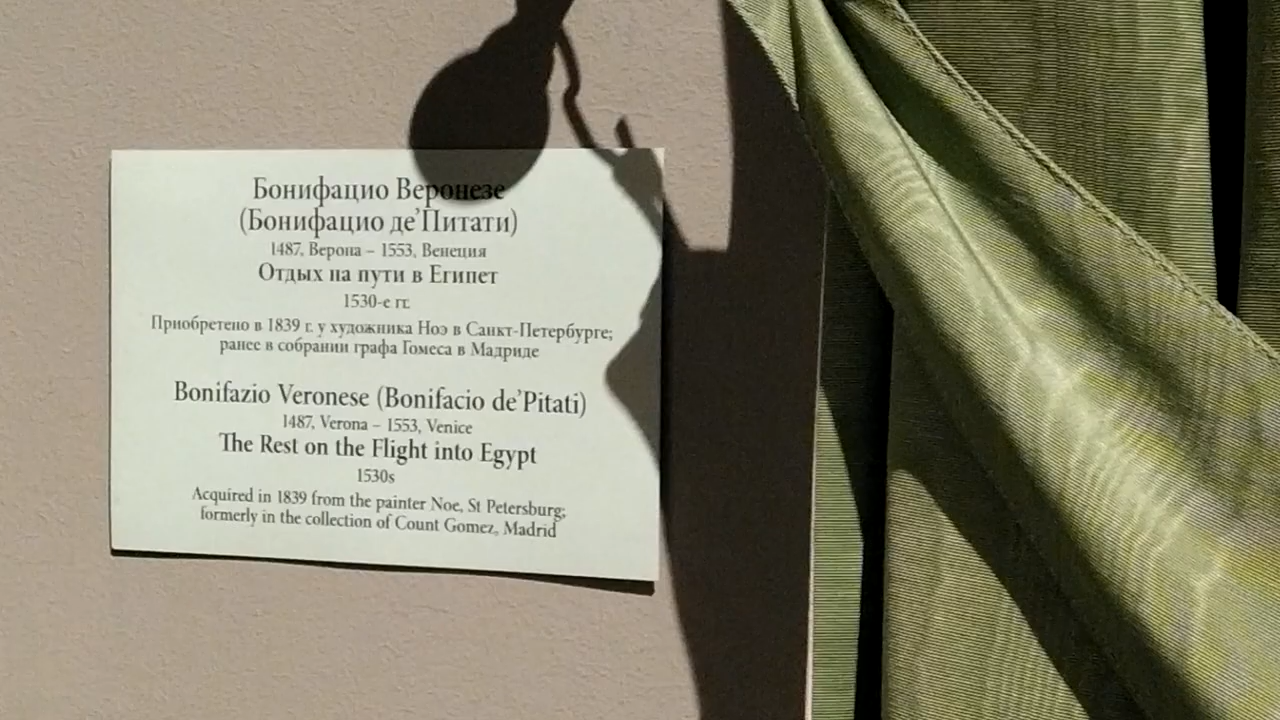 Бонифацио Веронезе
(Бонифацио де'Питати)
1487, Верона – 1553, Венеция
Отдых на пути в Египет
1530-е гг.
Приобретено в 1839 г. у художника Ноэ в Санкт-Петербурге;
ранее в собрании графа Гомеса в Мадриде
Bonifazio Veronese (Bonifacio de'Pitati)
1487, Verona – 1553, Venice
The Rest on the Flight into Egypt
1530s
Acquired in 1839 from the painter Noe, St Petersburg;
formerly in the collection of Count Gomez, Madrid